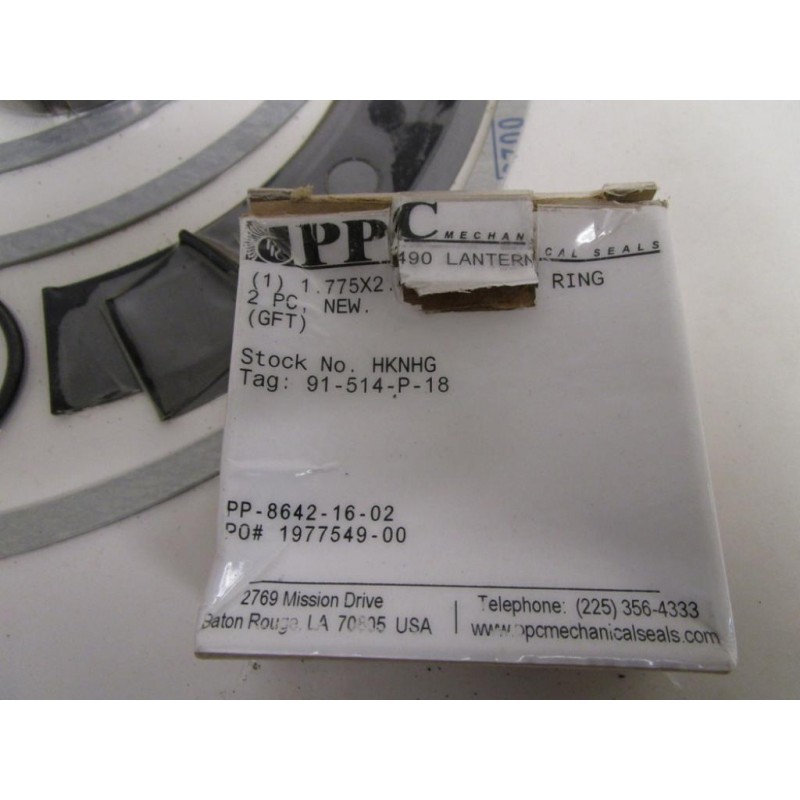 PPC
MECHAN CAL SEALS
(1) 1.775X2. 490 LANTERN RING
2 PC, NEW.
(GFT)
Stock No. HKNHG
Tag: 91-514-P-18
PP-8642-16-02
PO# 1977549-00
2769 Mission Drive
Baton Rouge, LA 70805 USA
Telephone: (225) 356-4333
www.ppcmechanicalseals.com